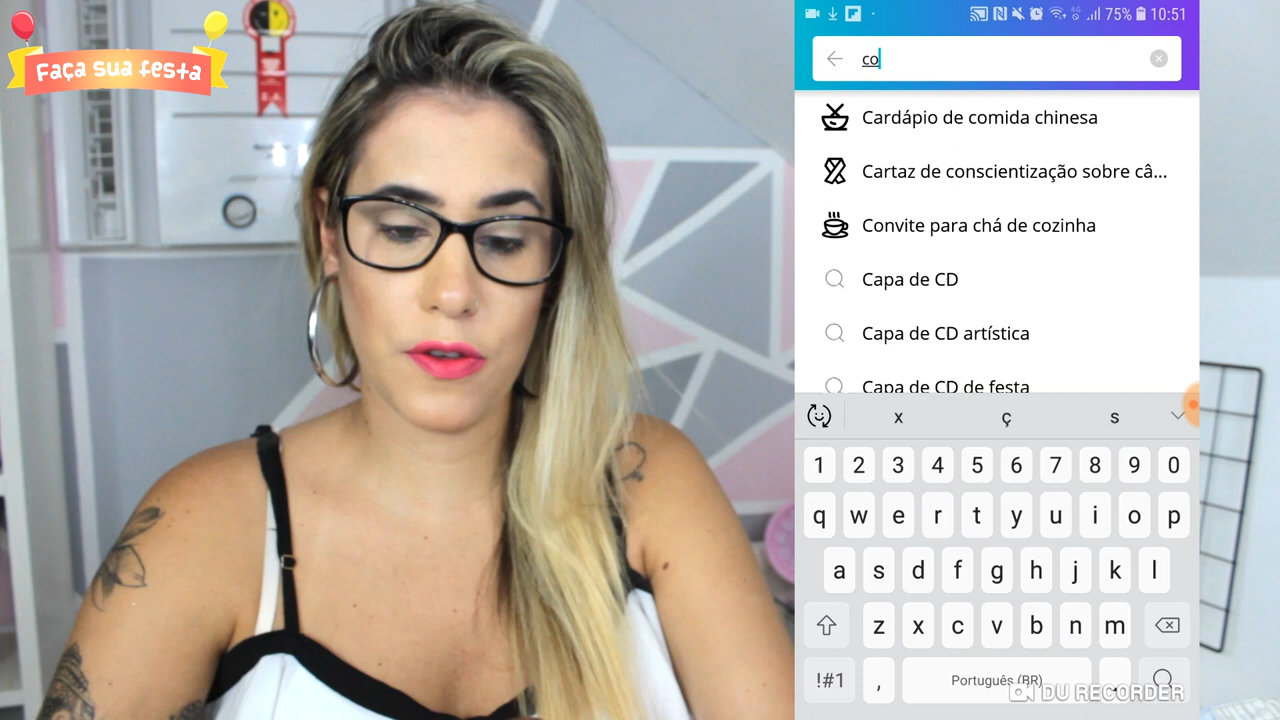 Faça sua festa
4G
75%
10:51
co
Cardápio de comida chinesa
Cartaz de conscientização sobre câ...
Convite para chá de cozinha
Capa de CD
Capa de CD artística
Capa de CD de festa
x ç s
1 2 3 4 5 6 7 8 9 0
q w e r t y u i o p
a s d f g h j k l
z x c v b n m
!#1 , Português (BR) .
DU RECORDER